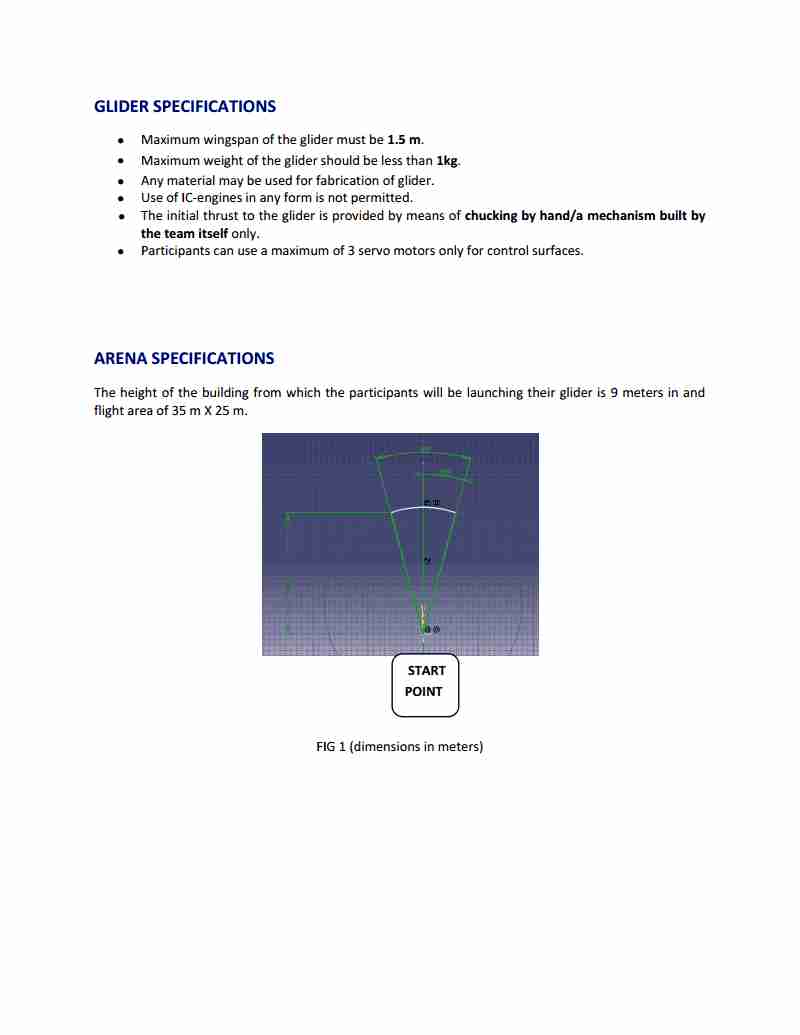 GLIDER SPECIFICATIONS
● Maximum wingspan of the glider must be 1.5 m.
● Maximum weight of the glider should be less than 1kg.
● Any material may be used for fabrication of glider.
● Use of IC-engines in any form is not permitted.
● The initial thrust to the glider is provided by means of chucking by hand/a mechanism built by
the team itself only.
● Participants can use a maximum of 3 servo motors only for control surfaces.
ARENA SPECIFICATIONS
The height of the building from which the participants will be launching their glider is 9 meters in and
flight area of 35 m X 25 m.
START
POINT
FIG 1 (dimensions in meters)